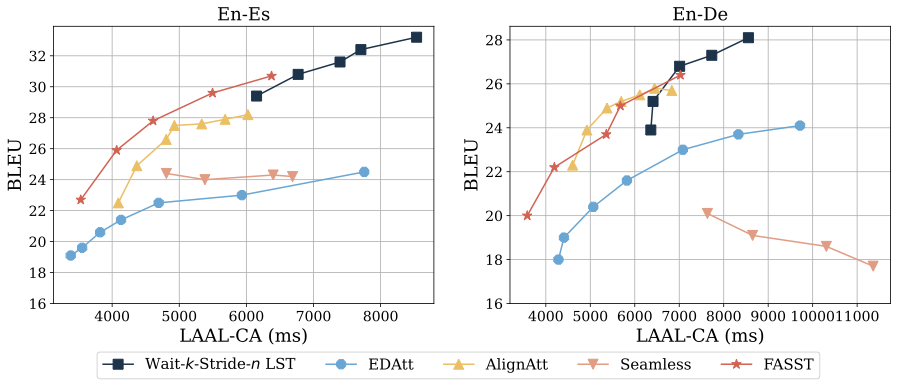 En-Es
En-De
BLEU
32
30
28
26
24
22
20
18
16
4000 5000 6000 7000 8000
LAAL-CA (ms)
BLEU
28
26
24
22
20
18
16
4000 5000 6000 7000 8000 9000 10000 11000
LAAL-CA (ms)
Wait-k-Stride-n LST EDAtt AlignAtt Seamless FASST